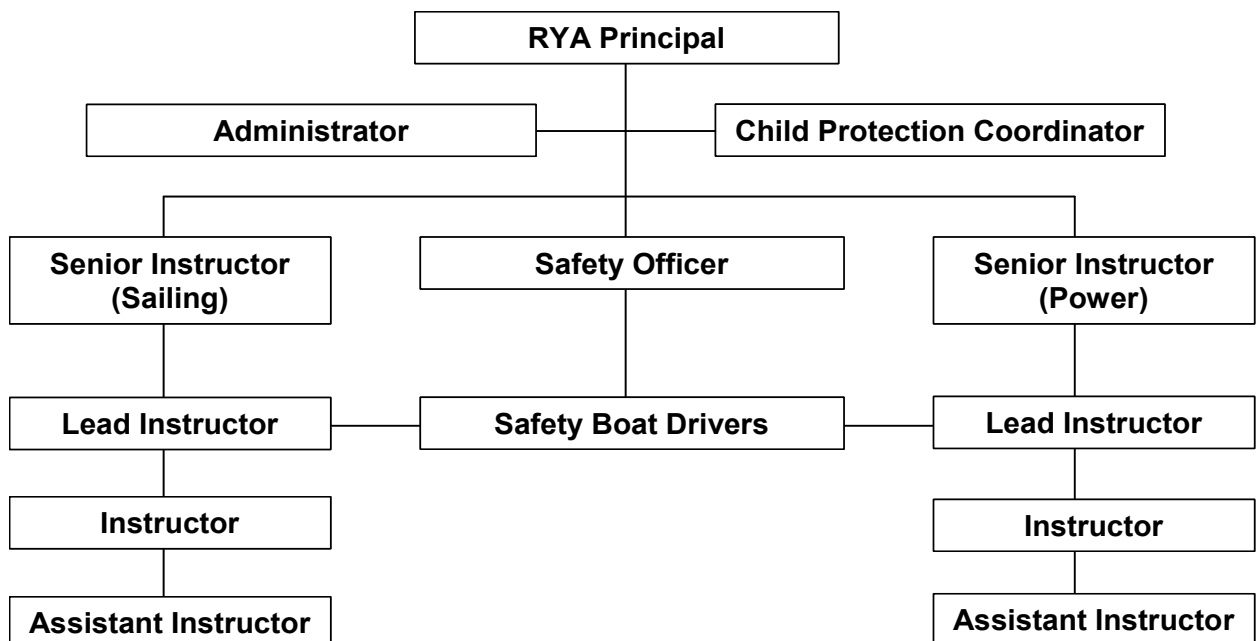 RYA Principal
Administrator
Child Protection Coordinator
Senior Instructor
(Sailing)
Safety Officer
Senior Instructor
(Power)
Lead Instructor
Safety Boat Drivers
Lead Instructor
Instructor
Instructor
Assistant Instructor
Assistant Instructor